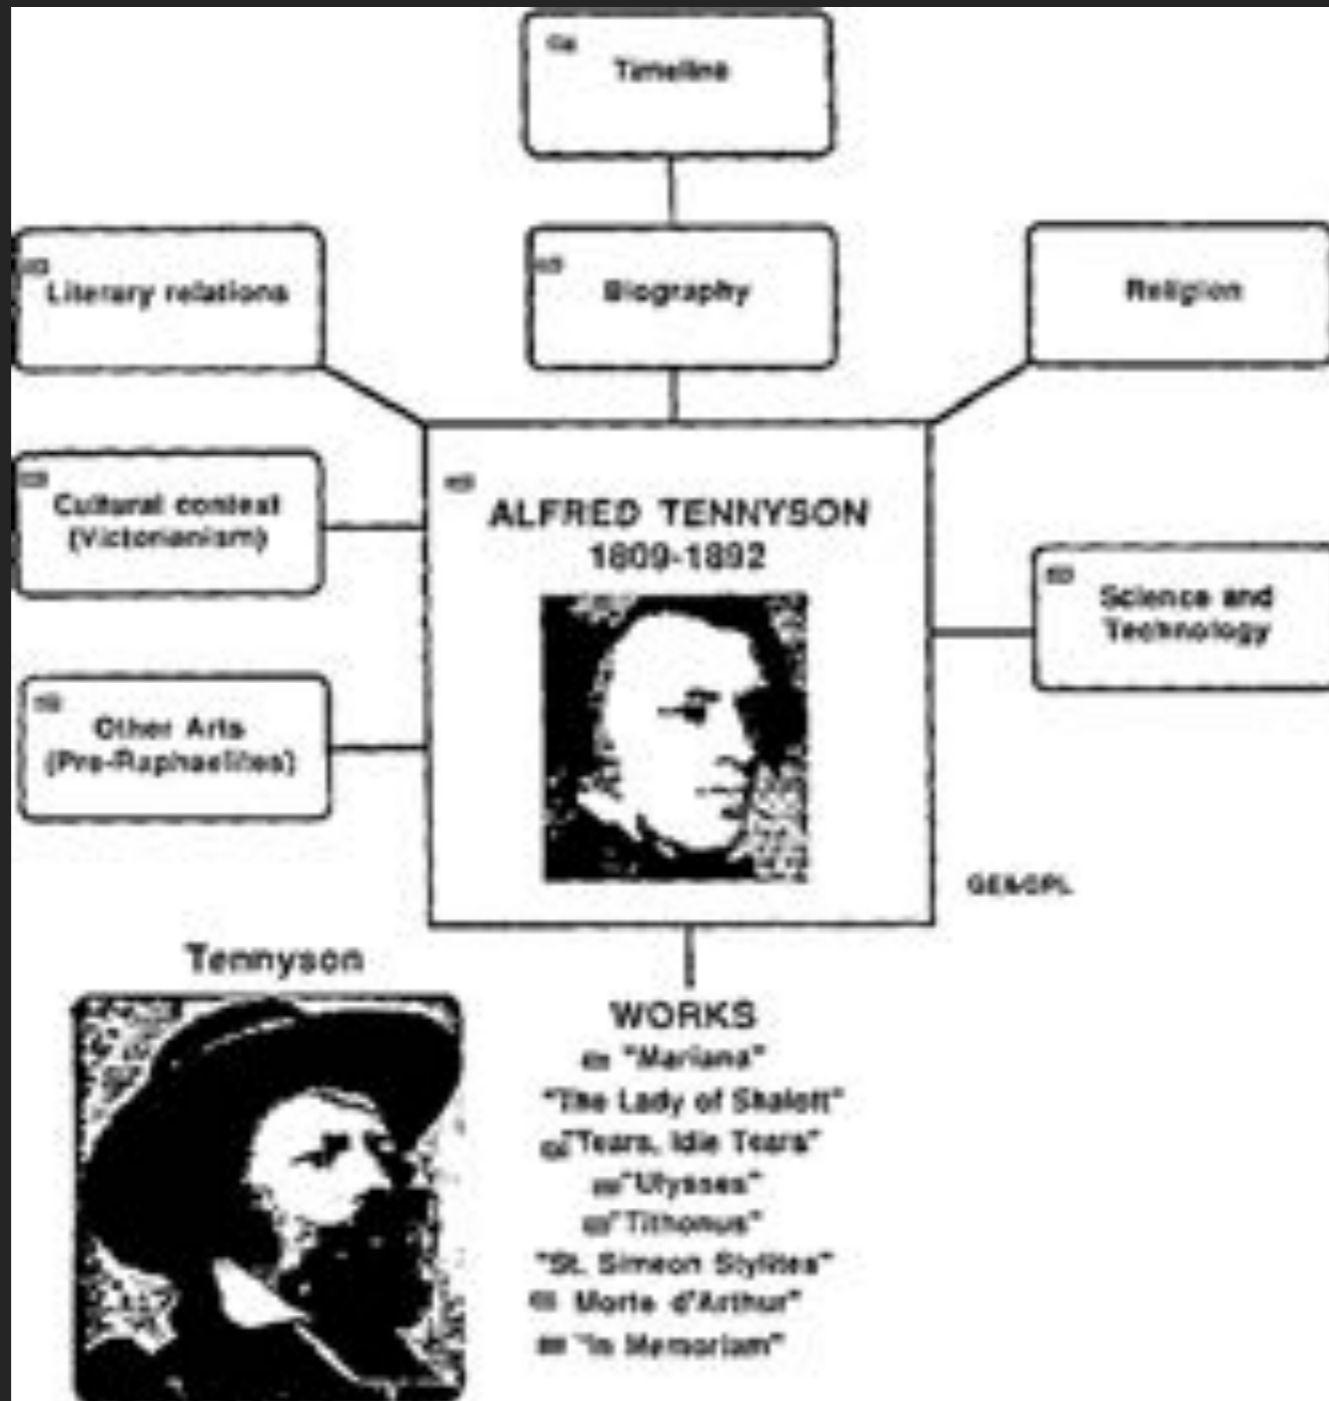 Timeline
Literary relations
Biography
Religion
Cultural context
(Victorianism)
ALFRED TENNYSON
1809-1892
Science and
Technology
Other Arts
(Pre-Raphaelites)
Tennyson
WORKS
"Mariana"
"The Lady of Shalott"
"Tears, Idle Tears"
"Ulysses"
"Tithonus"
"St. Simeon Stylites"
Morte d'Arthur"
"In Memoriam"